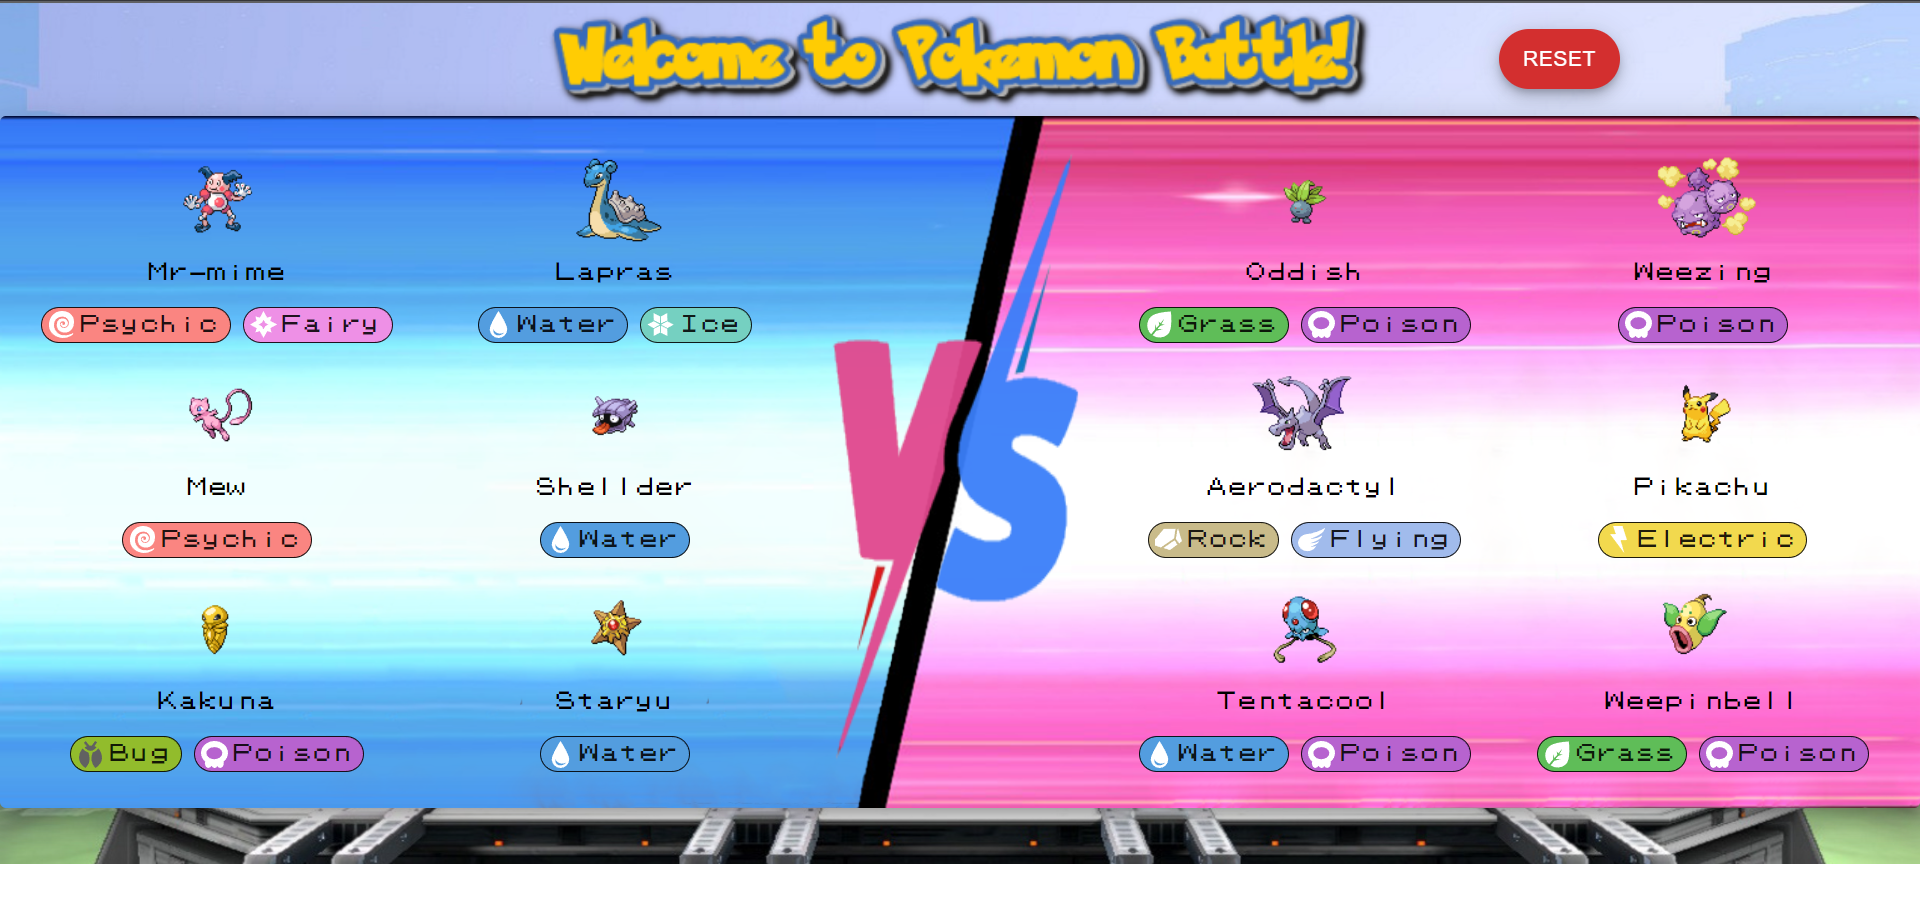 Welcome to Pokemon Battle!
RESET
Mr-mime
Psychic Fairy
Lapras
Water Ice
Mew
Psychic
Shellder
Water
Kakuna
Bug Poison
Staryu
Water
VS
Oddish
Grass Poison
Weezing
Poison
Aerodactyl
Rock Flying
Pikachu
Electric
Tentacool
Water Poison
Weepinbell
Grass Poison